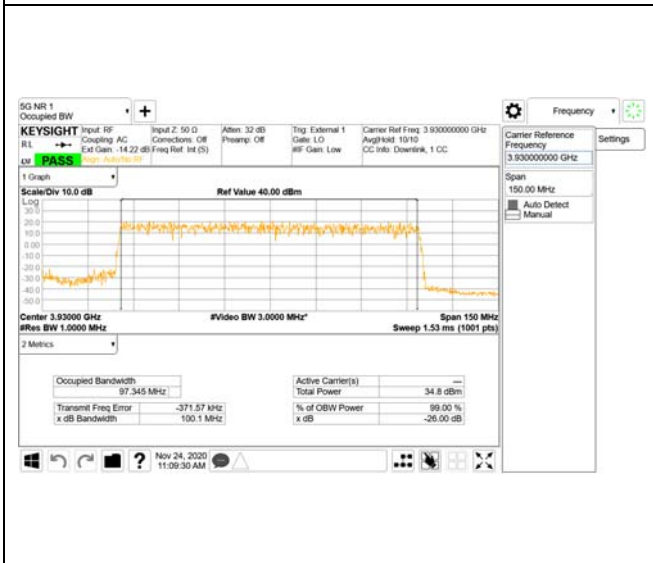 5G NR 1
Occupied BW
+
Frequency
KEYSIGHT
Input: RF
Input Z: 50 Ω
Atten: 32 dB
Trig: External 1
Carrier Ref Freq: 3.930000000 GHz
RL
Coupling: AC
Corrections: Off
Preamp: Off
Gate: LO
Avg|Hold: 10/10
Ext Gain: -14.22 dB
Freq Ref: Int (S)
#IF Gain: Low
CC Info: Downlink, 1 CC
LXI
PASS
Align: Auto/No RF
Carrier Reference
Frequency
3.930000000 GHz
Settings
Span
150.00 MHz
Auto Detect
Manual
1 Graph
Scale/Div 10.0 dB
Ref Value 40.00 dBm
Log
30.0
20.0
10.0
0.00
-10.0
-20.0
-30.0
-40.0
-50.0
Center 3.93000 GHz
#Video BW 3.0000 MHz*
Span 150 MHz
#Res BW 1.0000 MHz
Sweep 1.53 ms (1001 pts)
2 Metrics
Occupied Bandwidth
97.345 MHz
Active Carrier(s)
---
Total Power
34.8 dBm
Transmit Freq Error
-371.57 kHz
% of OBW Power
99.00 %
x dB Bandwidth
100.1 MHz
x dB
-26.00 dB
?
Nov 24, 2020
11:09:30 AM